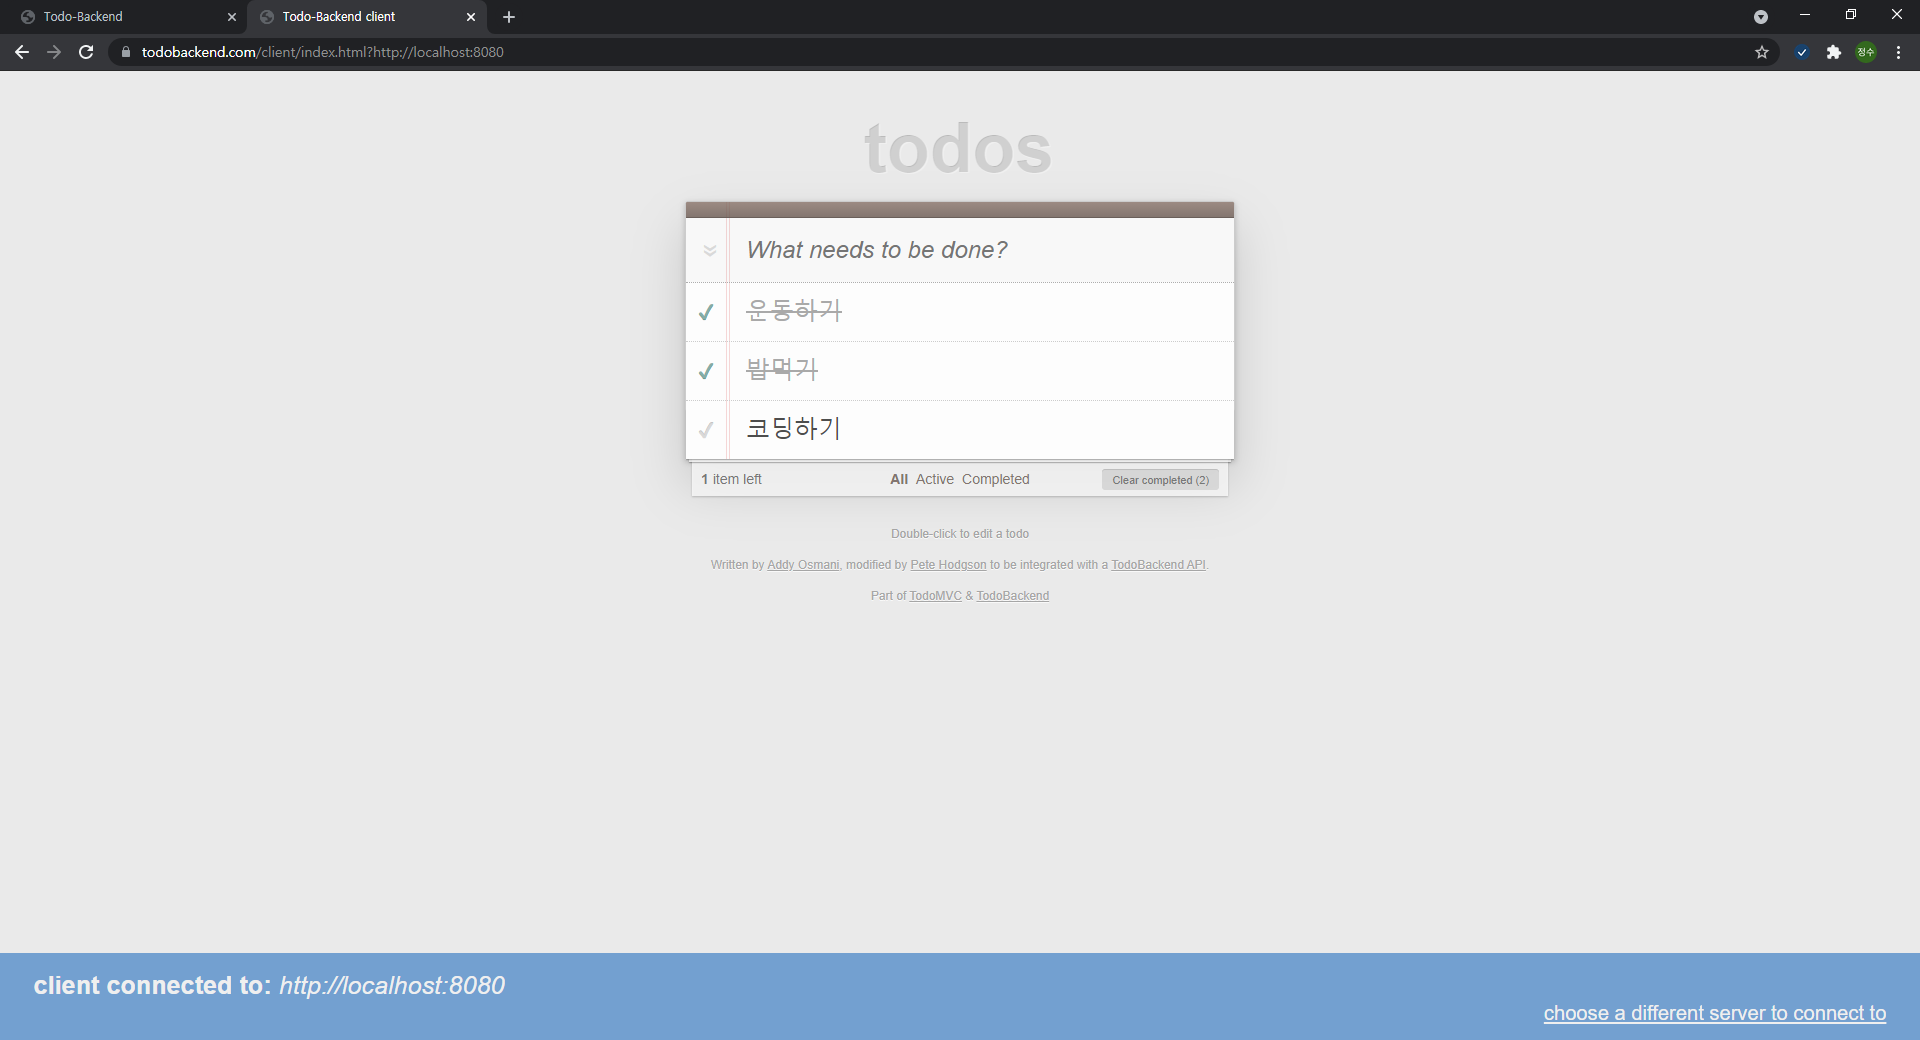 Todo-Backend
Todo-Backend client
todobackend.com/client/index.html?http://localhost:8080
정수
todos
What needs to be done?
운동하기
밥먹기
코딩하기
1 item left
All Active Completed
Clear completed (2)
Double-click to edit a todo
Written by Addy Osmani, modified by Pete Hodgson to be integrated with a TodoBackend API.
Part of TodoMVC & TodoBackend
client connected to: http://localhost:8080
choose a different server to connect to